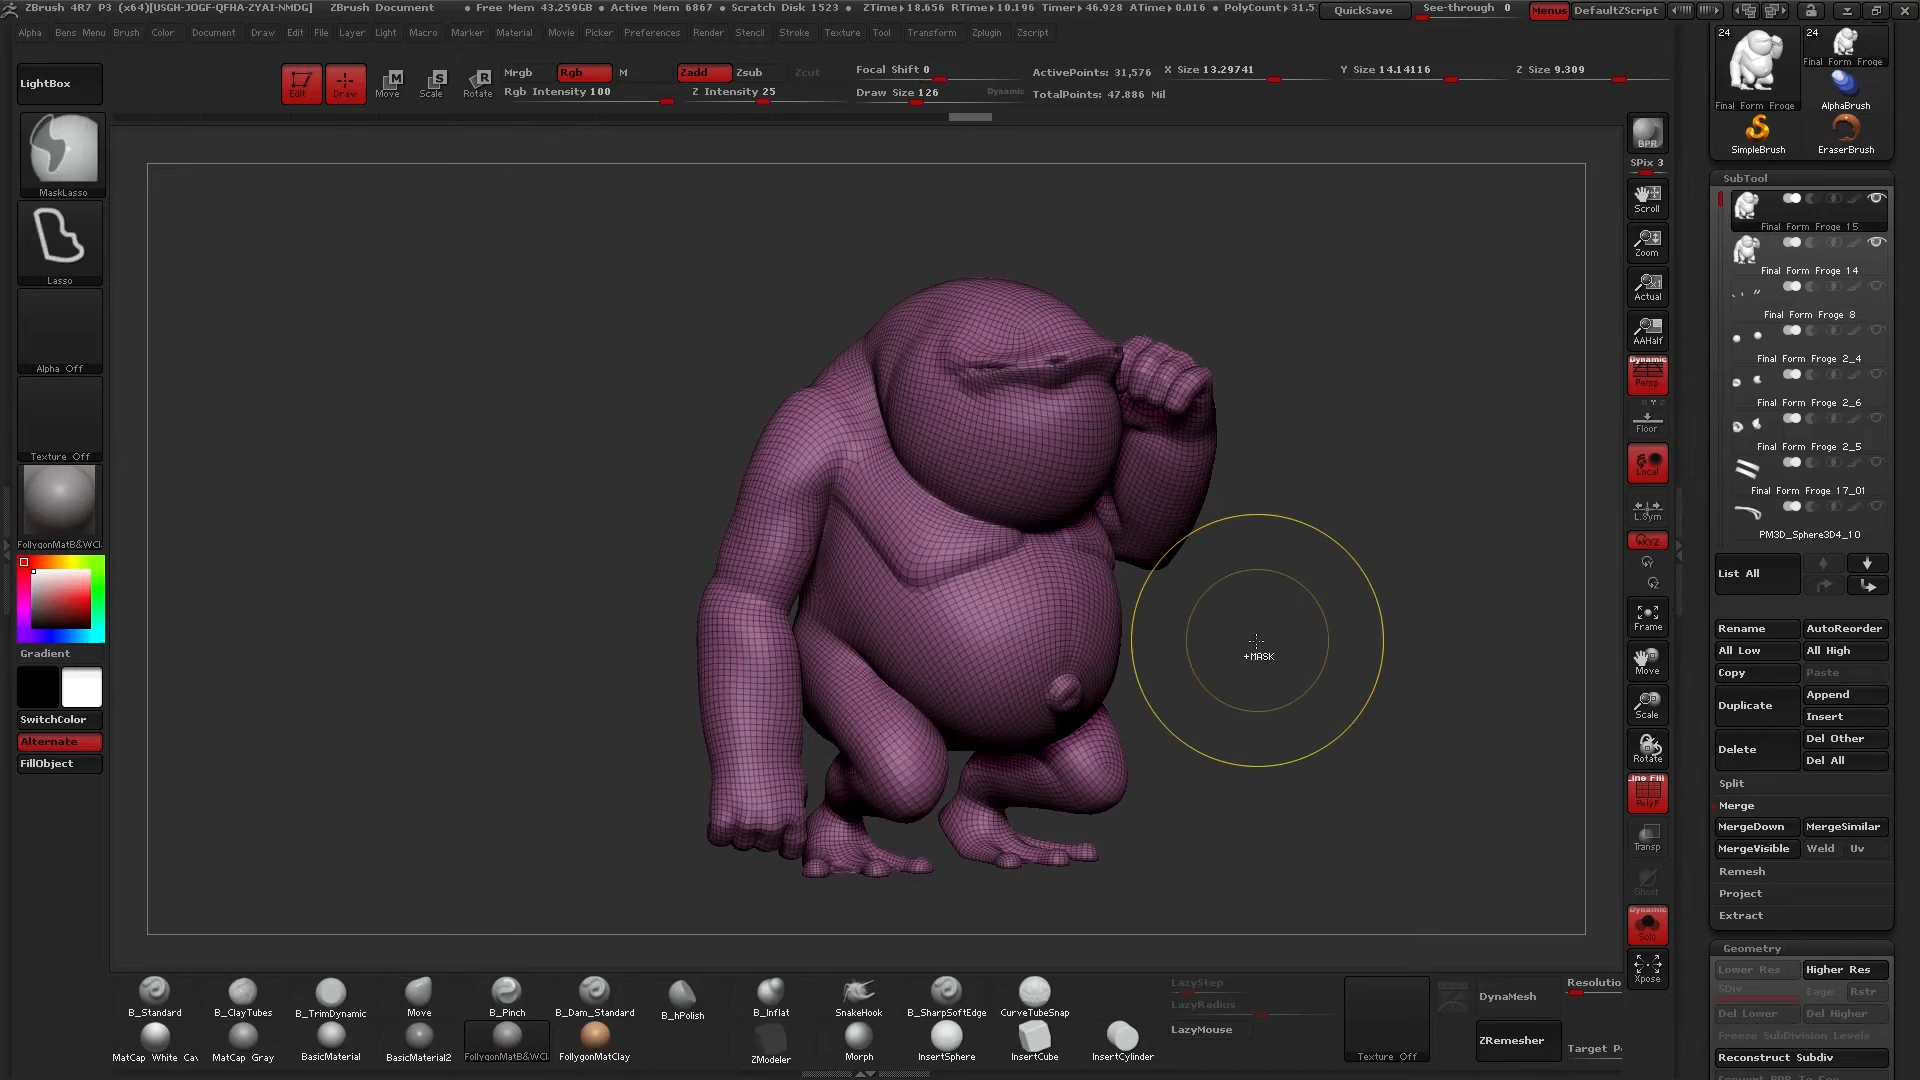 ZBrush 4R7 P3 (x64)[USGH-JOGF-QFHA-ZYAI-NMDG] ZBrush Document • Free Mem 43.259GB • Active Mem 6867 • Scratch Disk 1523 • ZTime▸18.656 RTime▸10.196 Timer▸46.928 ATime▸0.016 • PolyCount▸31.5 QuickSave See-through 0 Menus DefaultZScript
Alpha Bens Menu Brush Color Document Draw Edit File Layer Light Macro Marker Material Movie Picker Preferences Render Stencil Stroke Texture Tool Transform Zplugin Zscript
LightBox
Edit Draw Move Scale Rotate
Mrgb Rgb M Zadd Zsub Zcut
Rgb Intensity 100 Z Intensity 25
Focal Shift 0
Draw Size 126 Dynamic
ActivePoints: 31,576
TotalPoints: 47.886 Mil
X Size 13.29741 Y Size 14.14116 Z Size 9.309
MaskLasso
Lasso
Alpha Off
Texture Off
FollygonMatB&WCl
Gradient
SwitchColor
Alternate
FillObject
+MASK
BPR
SPix 3
Scroll
Zoom
Actual
AAHalf
Dynamic
Persp
Floor
Local
L.Sym
XYZ
Frame
Move
Scale
Rotate
Line Fill
PolyF
Transp
Ghost
Dynamic
Solo
Xpose
24 24
Final Form Froge
Final Form Froge
AlphaBrush
SimpleBrush EraserBrush
SubTool
Final Form Froge 15
Final Form Froge 14
Final Form Froge 8
Final Form Froge 2_4
Final Form Froge 2_6
Final Form Froge 2_5
Final Form Froge 17_01
PM3D_Sphere3D4_10
List All
Rename AutoReorder
All Low All High
Copy Paste
Duplicate Append
Insert
Delete Del Other
Del All
Split
Merge
MergeDown MergeSimilar
MergeVisible Weld Uv
Remesh
Project
Extract
Geometry
Lower Res Higher Res
SDiv Cage Rstr
Del Lower Del Higher
Freeze SubDivision Levels
Reconstruct Subdiv
B_Standard B_ClayTubes B_TrimDynamic Move B_Pinch B_Dam_Standard B_hPolish B_Inflat SnakeHook B_SharpSoftEdge CurveTubeSnap
MatCap White Cav MatCap Gray BasicMaterial BasicMaterial2 FollygonMatB&WCl FollygonMatClay ZModeler Morph InsertSphere InsertCube InsertCylinder
LazyStep
LazyRadius
LazyMouse
Texture Off
DynaMesh
ZRemesher
Resolutio
Target P